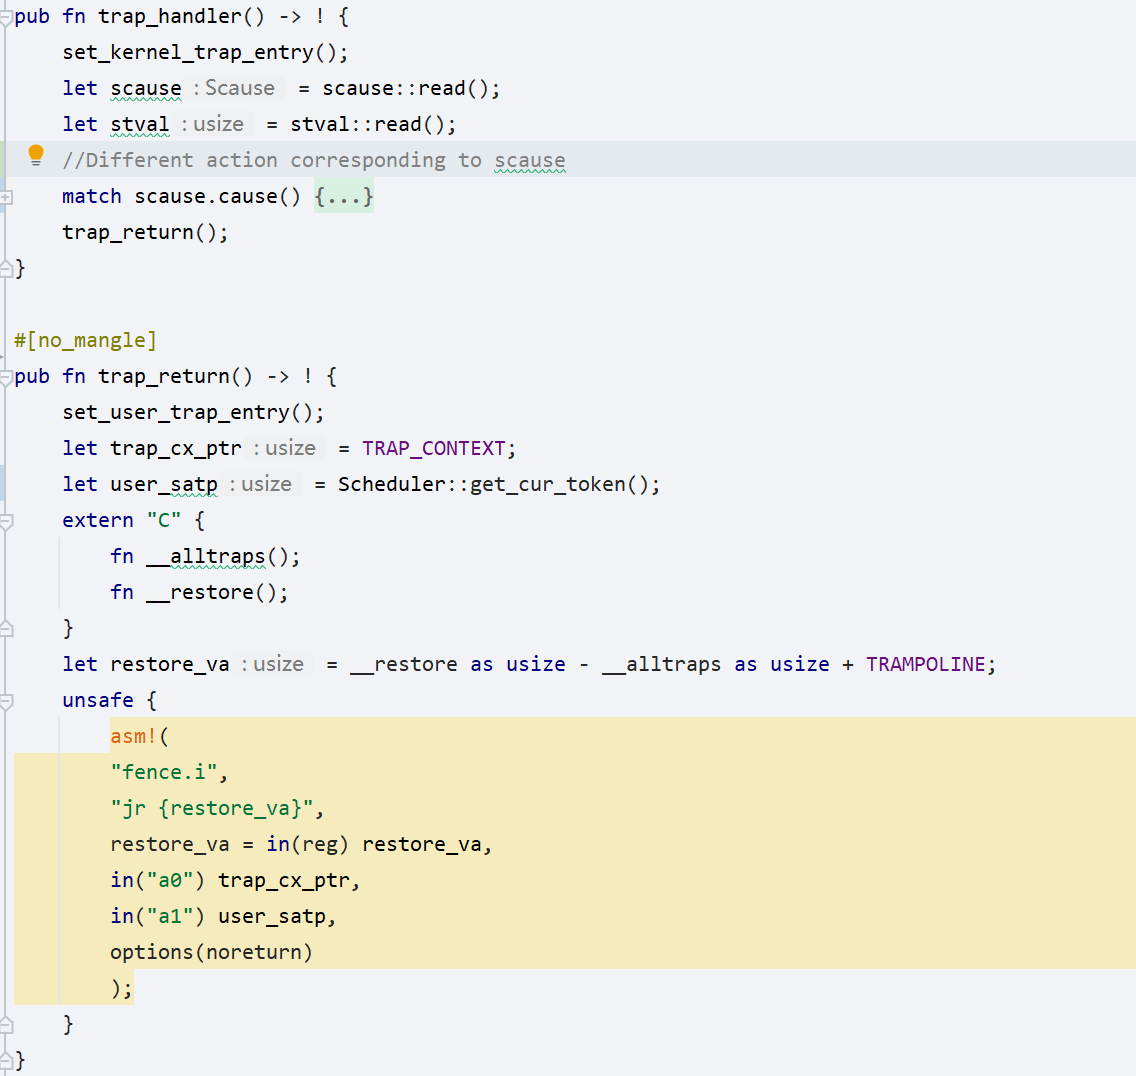 pub fn trap_handler() -> ! {
    set_kernel_trap_entry();
    let scause : Scause = scause::read();
    let stval : usize = stval::read();
    //Different action corresponding to scause
    match scause.cause() {...}
    trap_return();
}
#[no_mangle]
pub fn trap_return() -> ! {
    set_user_trap_entry();
    let trap_cx_ptr : usize = TRAP_CONTEXT;
    let user_satp : usize = Scheduler::get_cur_token();
    extern "C" {
        fn __alltraps();
        fn __restore();
    }
    let restore_va : usize = __restore as usize - __alltraps as usize + TRAMPOLINE;
    unsafe {
        asm!(
        "fence.i",
        "jr {restore_va}",
        restore_va = in(reg) restore_va,
        in("a0") trap_cx_ptr,
        in("a1") user_satp,
        options(noreturn)
        );
    }
}